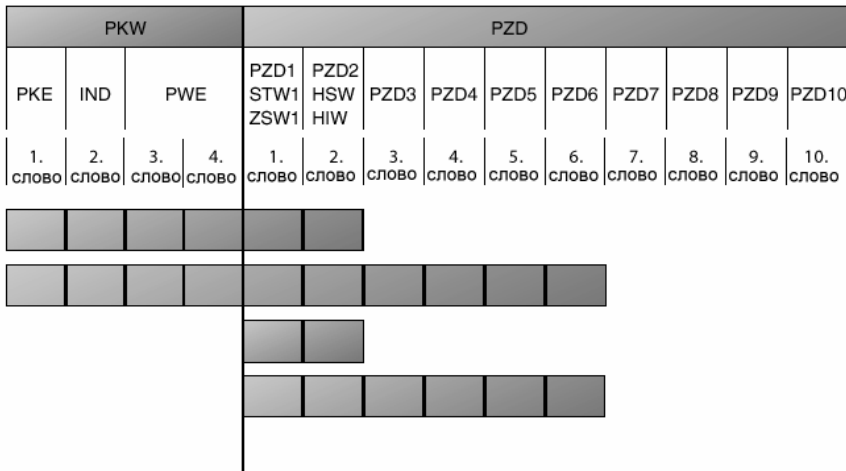 PKW PZD
PKE IND PWE PZD1 STW1 ZSW1 PZD2 HSW HIW PZD3 PZD4 PZD5 PZD6 PZD7 PZD8 PZD9 PZD10
1. слово 2. слово 3. слово 4. слово 1. слово 2. слово 3. слово 4. слово 5. слово 6. слово 7. слово 8. слово 9. слово 10. слово